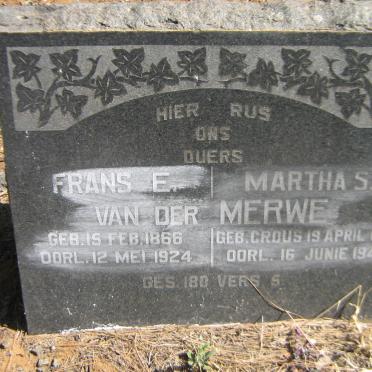 HIER RUS
ONS
OUERS
FRANS E. MARTHA S.
VAN DER MERWE
GEB. 15 FEB. 1866 GEB. CROUS 19 APRIL
OORL. 12 MEI 1924 OORL. 16 JUNIE
GES. 180 VERS 5